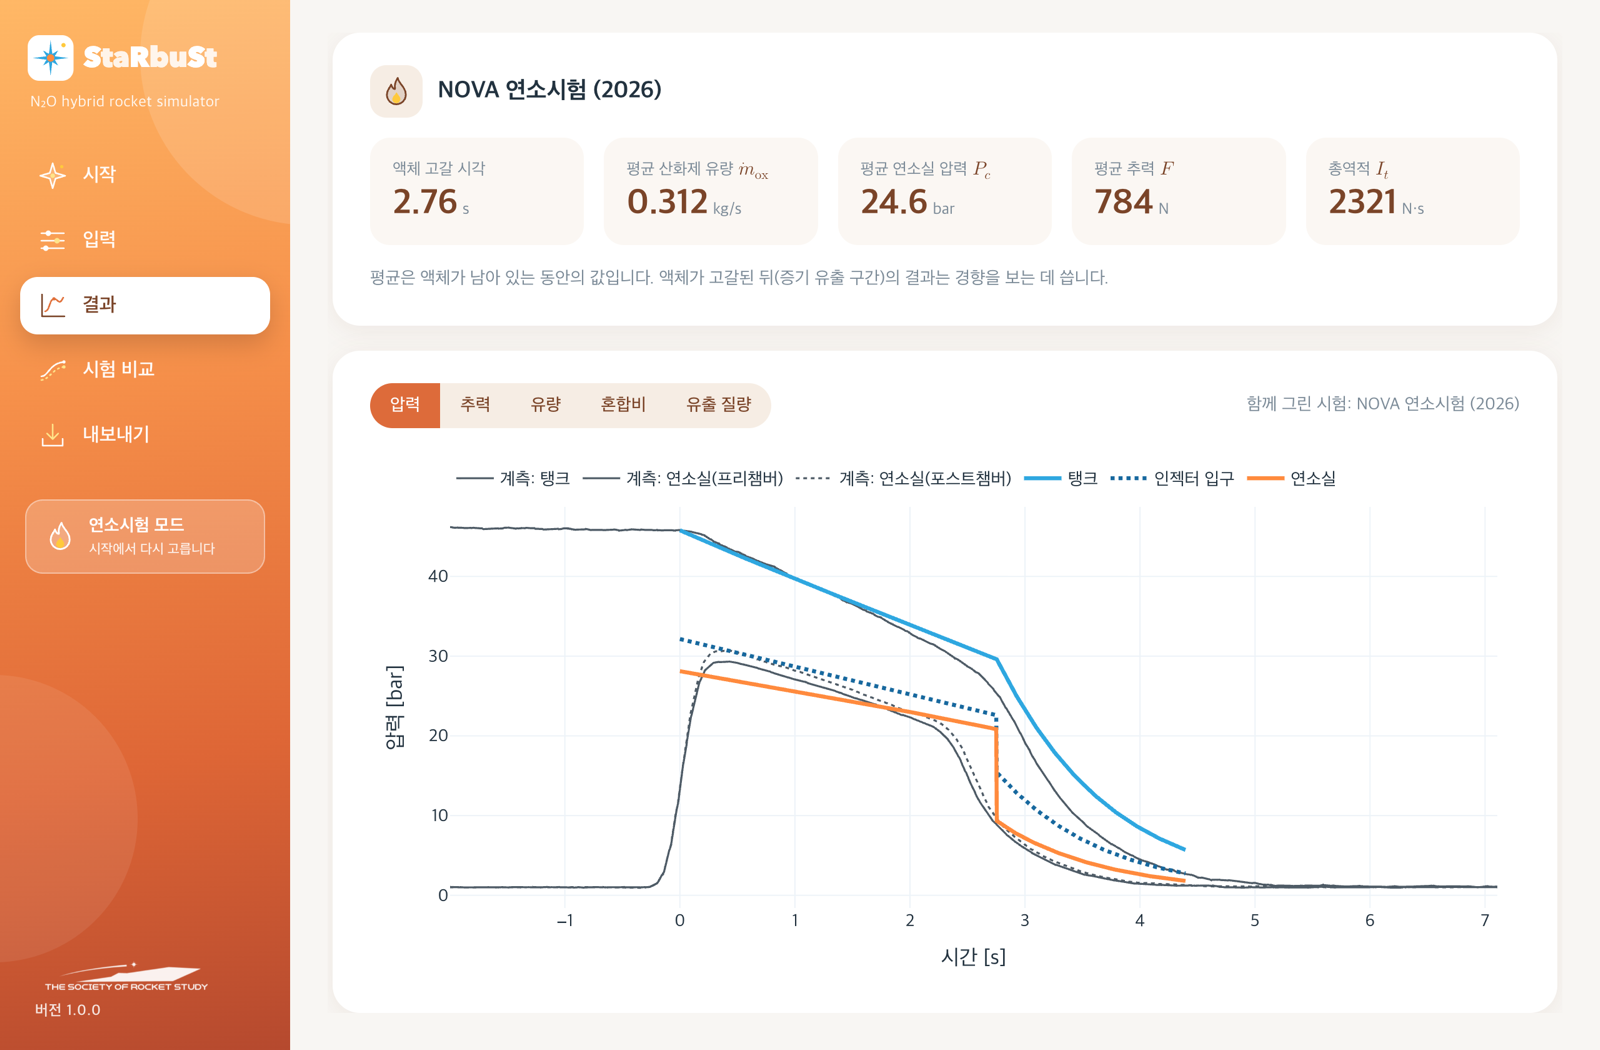 StaRbuSt
N₂O hybrid rocket simulator
시작
입력
결과
시험 비교
내보내기
연소시험 모드
시작에서 다시 고릅니다
THE SOCIETY OF ROCKET STUDY
버전 1.0.0
NOVA 연소시험 (2026)
액체 고갈 시각
2.76 s
평균 산화제 유량 ṁ_ox
0.312 kg/s
평균 연소실 압력 P_c
24.6 bar
평균 추력 F
784 N
총역적 I_t
2321 N·s
평균은 액체가 남아 있는 동안의 값입니다. 액체가 고갈된 뒤(증기 유출 구간)의 결과는 경향을 보는 데 씁니다.
압력 추력 유량 혼합비 유출 질량
함께 그린 시험: NOVA 연소시험 (2026)
계측: 탱크 계측: 연소실(프리챔버) 계측: 연소실(포스트챔버) 탱크 인젝터 입구 연소실
압력 [bar]
40
30
20
10
0
−1 0 1 2 3 4 5 6 7
시간 [s]